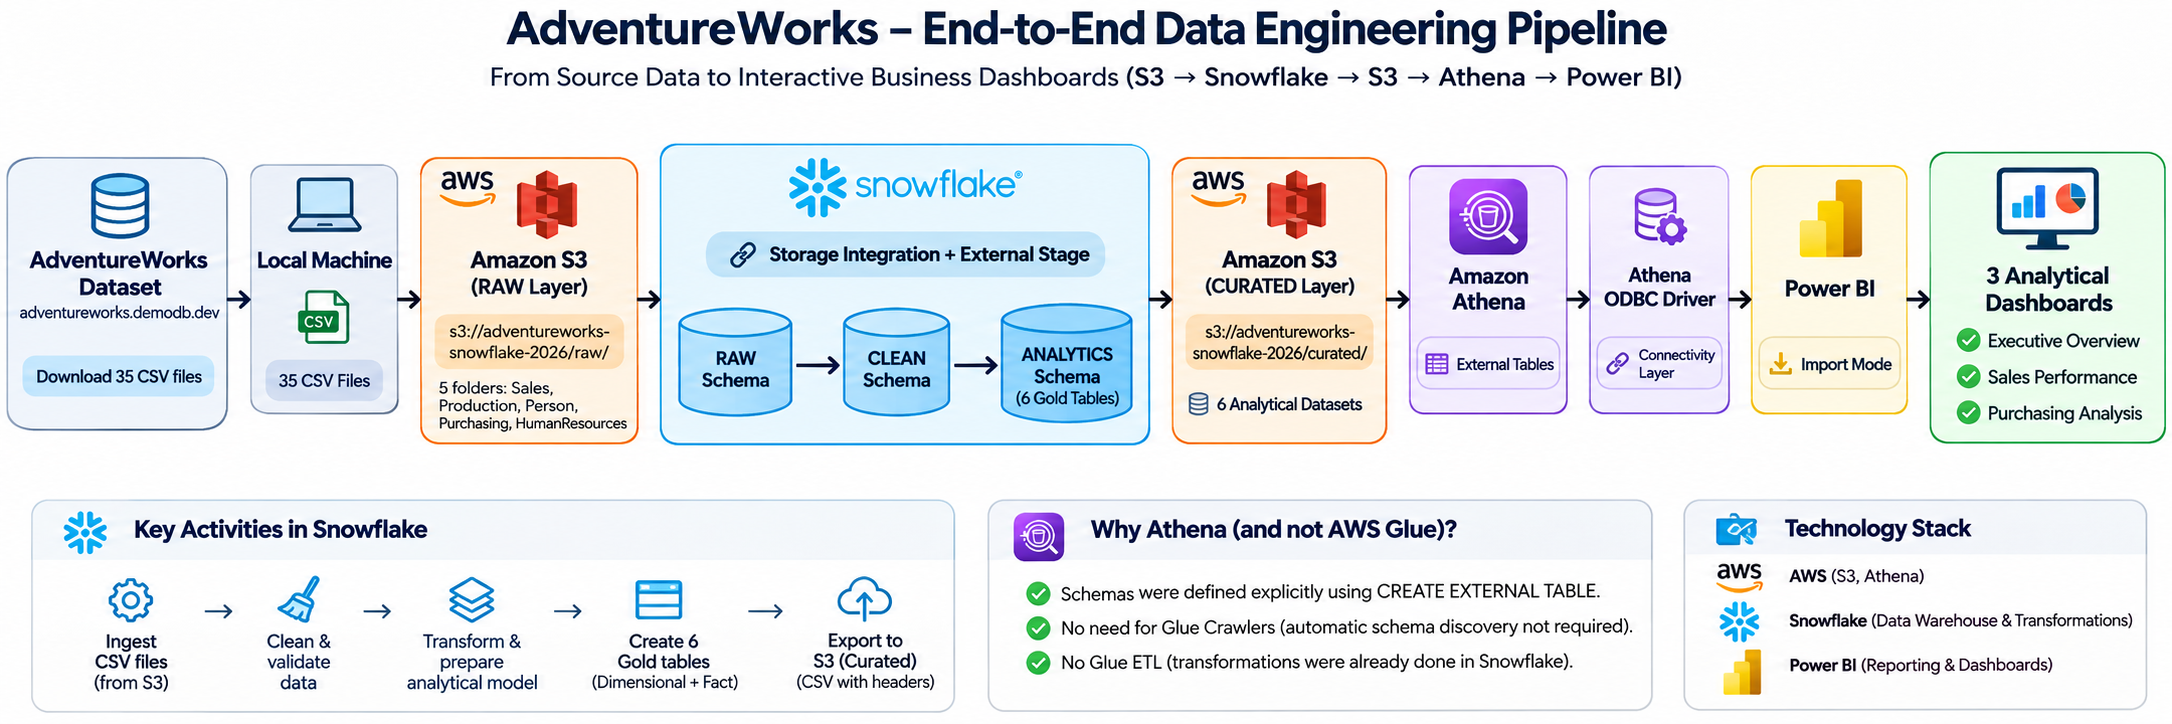 AdventureWorks – End-to-End Data Engineering Pipeline
From Source Data to Interactive Business Dashboards (S3 → Snowflake → S3 → Athena → Power BI)
AdventureWorks
Dataset
adventureworks.demodb.dev
Download 35 CSV files
Local Machine
CSV
35 CSV Files
aws
Amazon S3
(RAW Layer)
s3://adventureworks-
snowflake-2026/raw/
5 folders: Sales,
Production, Person,
Purchasing, HumanResources
snowflake®
Storage Integration + External Stage
RAW
Schema
CLEAN
Schema
ANALYTICS
Schema
(6 Gold Tables)
aws
Amazon S3
(CURATED Layer)
s3://adventureworks-
snowflake-2026/curated/
6 Analytical Datasets
Amazon
Athena
External Tables
Athena
ODBC Driver
Connectivity
Layer
Power BI
Import Mode
3 Analytical
Dashboards
Executive Overview
Sales Performance
Purchasing Analysis
Key Activities in Snowflake
Ingest
CSV files
(from S3)
Clean &
validate
data
Transform &
prepare
analytical model
Create 6
Gold tables
(Dimensional + Fact)
Export to
S3 (Curated)
(CSV with headers)
Why Athena (and not AWS Glue)?
Schemas were defined explicitly using CREATE EXTERNAL TABLE.
No need for Glue Crawlers (automatic schema discovery not required).
No Glue ETL (transformations were already done in Snowflake).
Technology Stack
aws
AWS (S3, Athena)
Snowflake (Data Warehouse & Transformations)
Power BI (Reporting & Dashboards)